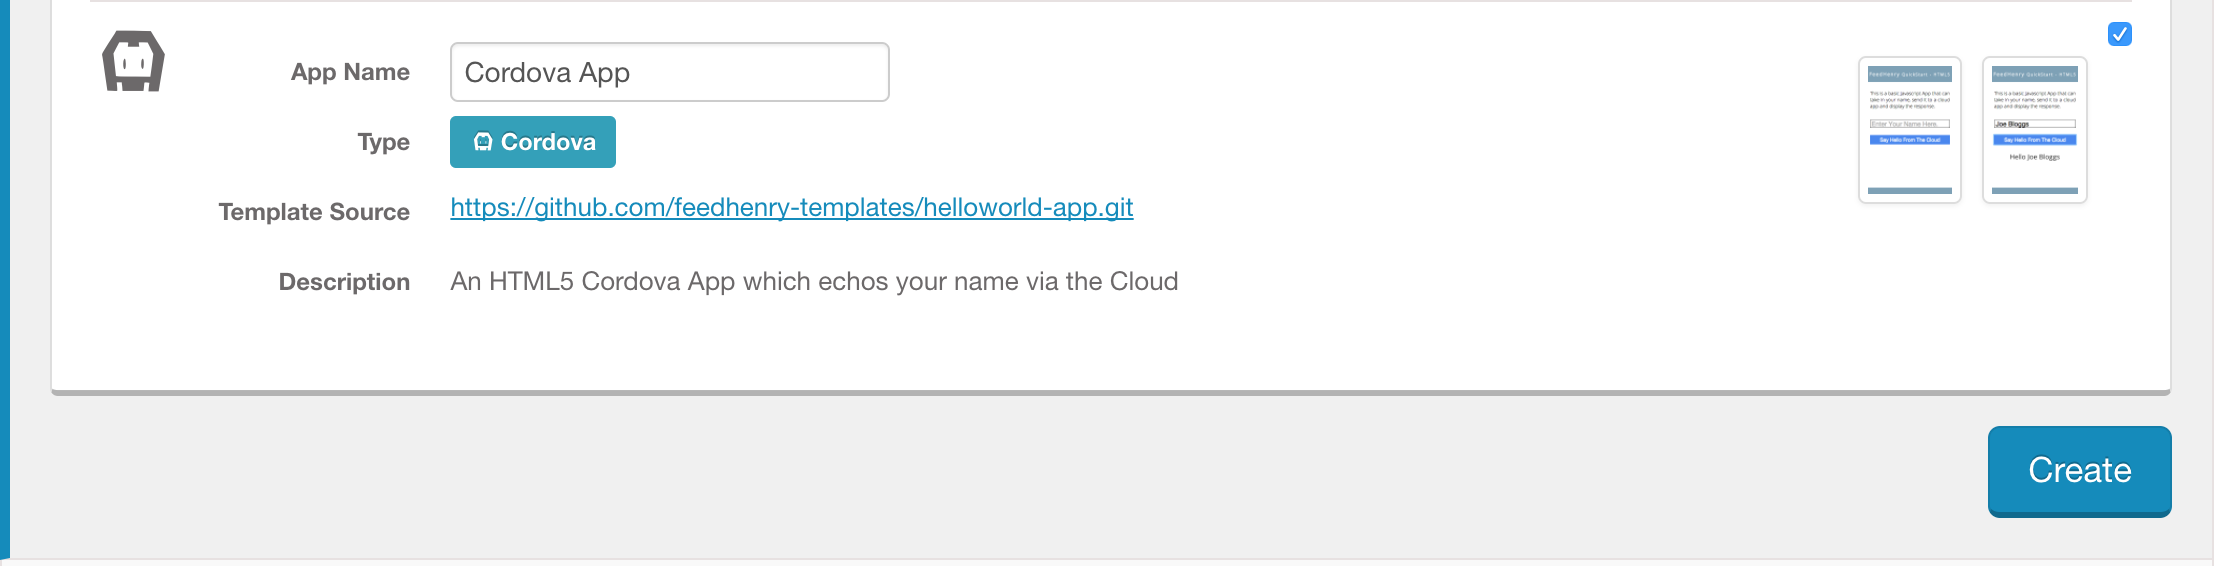 App Name
Cordova App
Type
Cordova
Template Source
https://github.com/feedhenry-templates/helloworld-app.git
Description
An HTML5 Cordova App which echos your name via the Cloud
FeedHenry QuickStart - HTML5
This is a basic javascript App that can
take in your name, send it to a cloud
app and display the response.
Enter Your Name Here.
Say Hello From The Cloud
FeedHenry QuickStart - HTML5
This is a basic javascript App that can
take in your name, send it to a cloud
app and display the response.
Joe Bloggs
Say Hello From The Cloud
Hello Joe Bloggs
Create